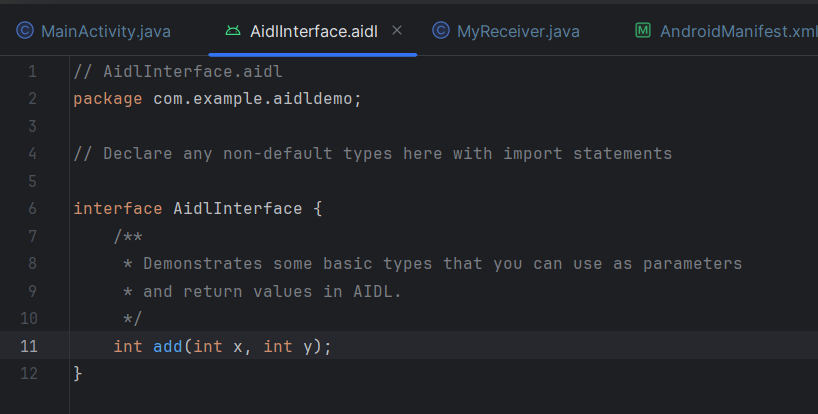 MainActivity.java AidlInterface.aidl MyReceiver.java AndroidManifest.xml
1 // AidlInterface.aidl
2 package com.example.aidldemo;
3
4 // Declare any non-default types here with import statements
5
6 interface AidlInterface {
7 /**
8 * Demonstrates some basic types that you can use as parameters
9 * and return values in AIDL.
10 */
11 int add(int x, int y);
12 }